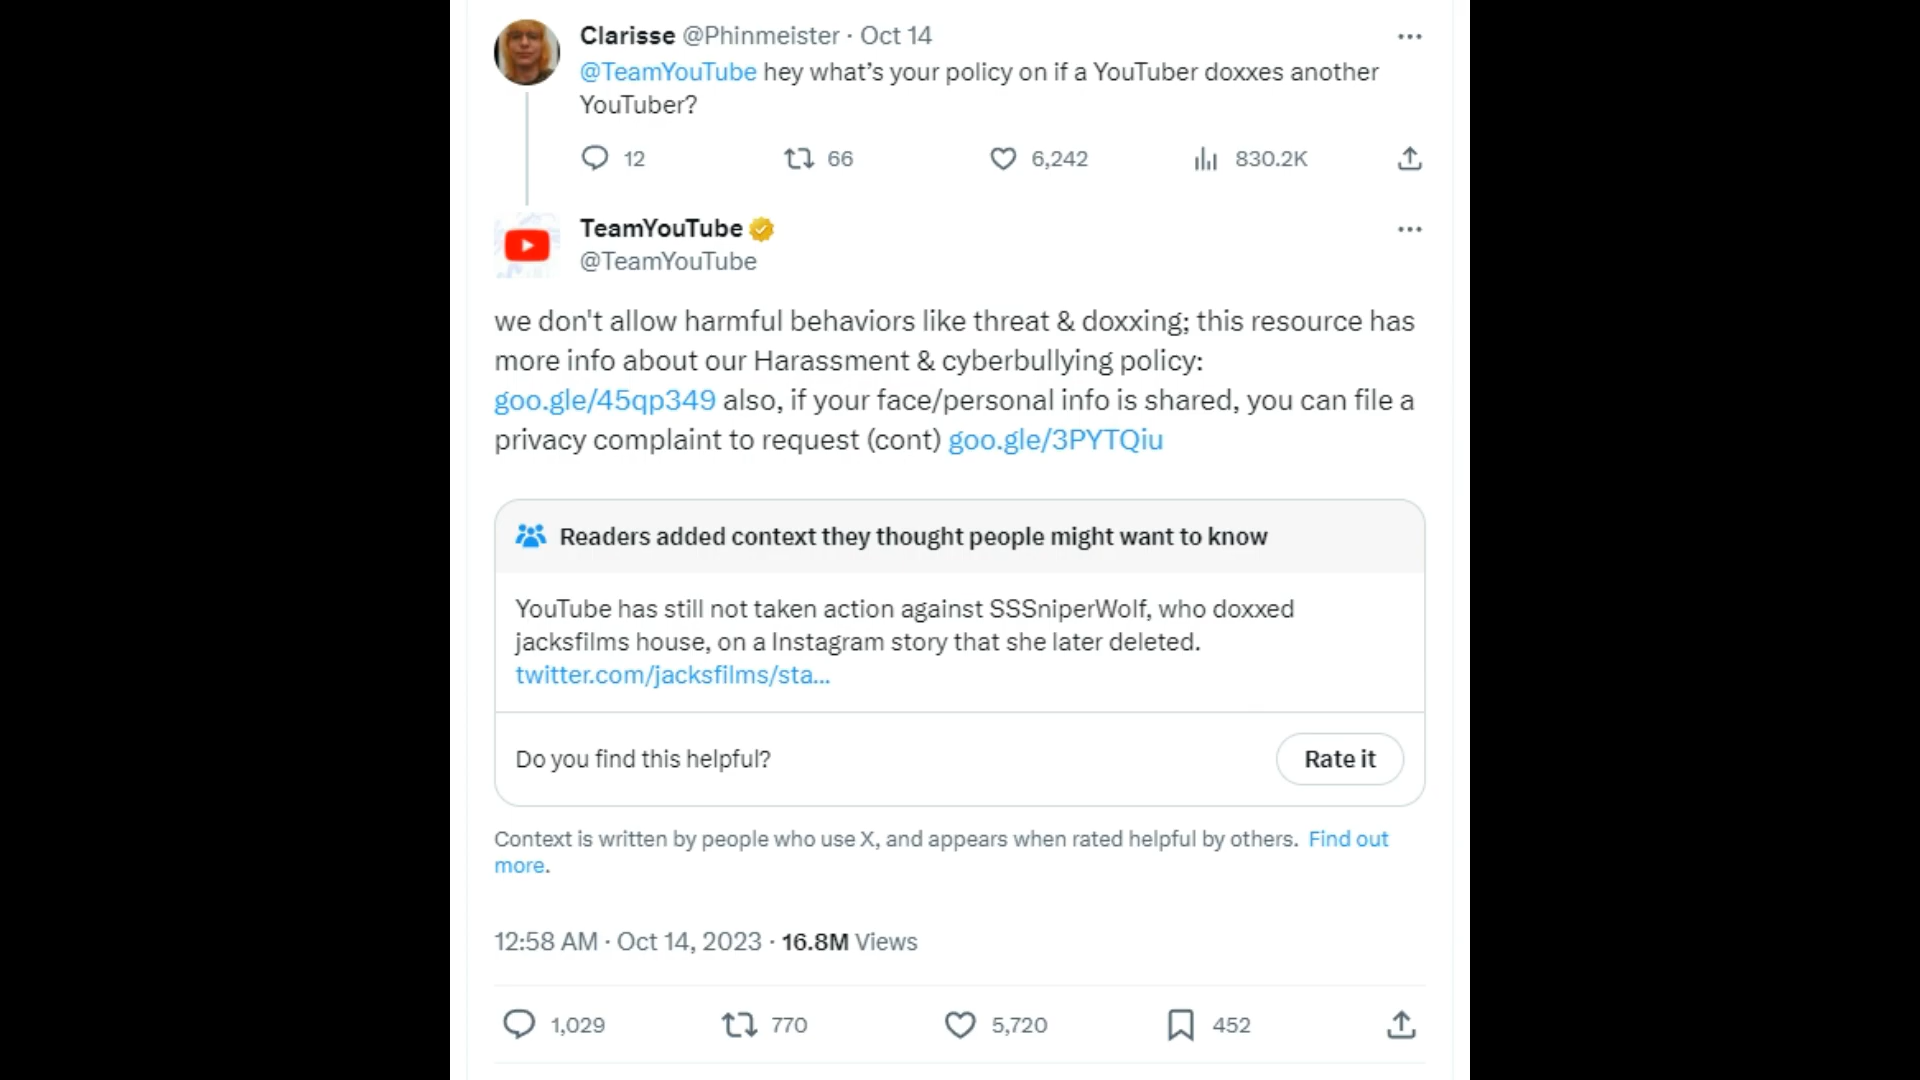 Clarisse @Phinmeister · Oct 14
@TeamYouTube hey what’s your policy on if a YouTuber doxxes another
YouTuber?
12 66 6,242 830.2K
TeamYouTube
@TeamYouTube
we don't allow harmful behaviors like threat & doxxing; this resource has
more info about our Harassment & cyberbullying policy:
goo.gle/45qp349 also, if your face/personal info is shared, you can file a
privacy complaint to request (cont) goo.gle/3PYTQiu
Readers added context they thought people might want to know
YouTube has still not taken action against SSSniperWolf, who doxxed
jacksfilms house, on a Instagram story that she later deleted.
twitter.com/jacksfilms/sta...
Do you find this helpful? Rate it
Context is written by people who use X, and appears when rated helpful by others. Find out
more.
12:58 AM · Oct 14, 2023 · 16.8M Views
1,029 770 5,720 452